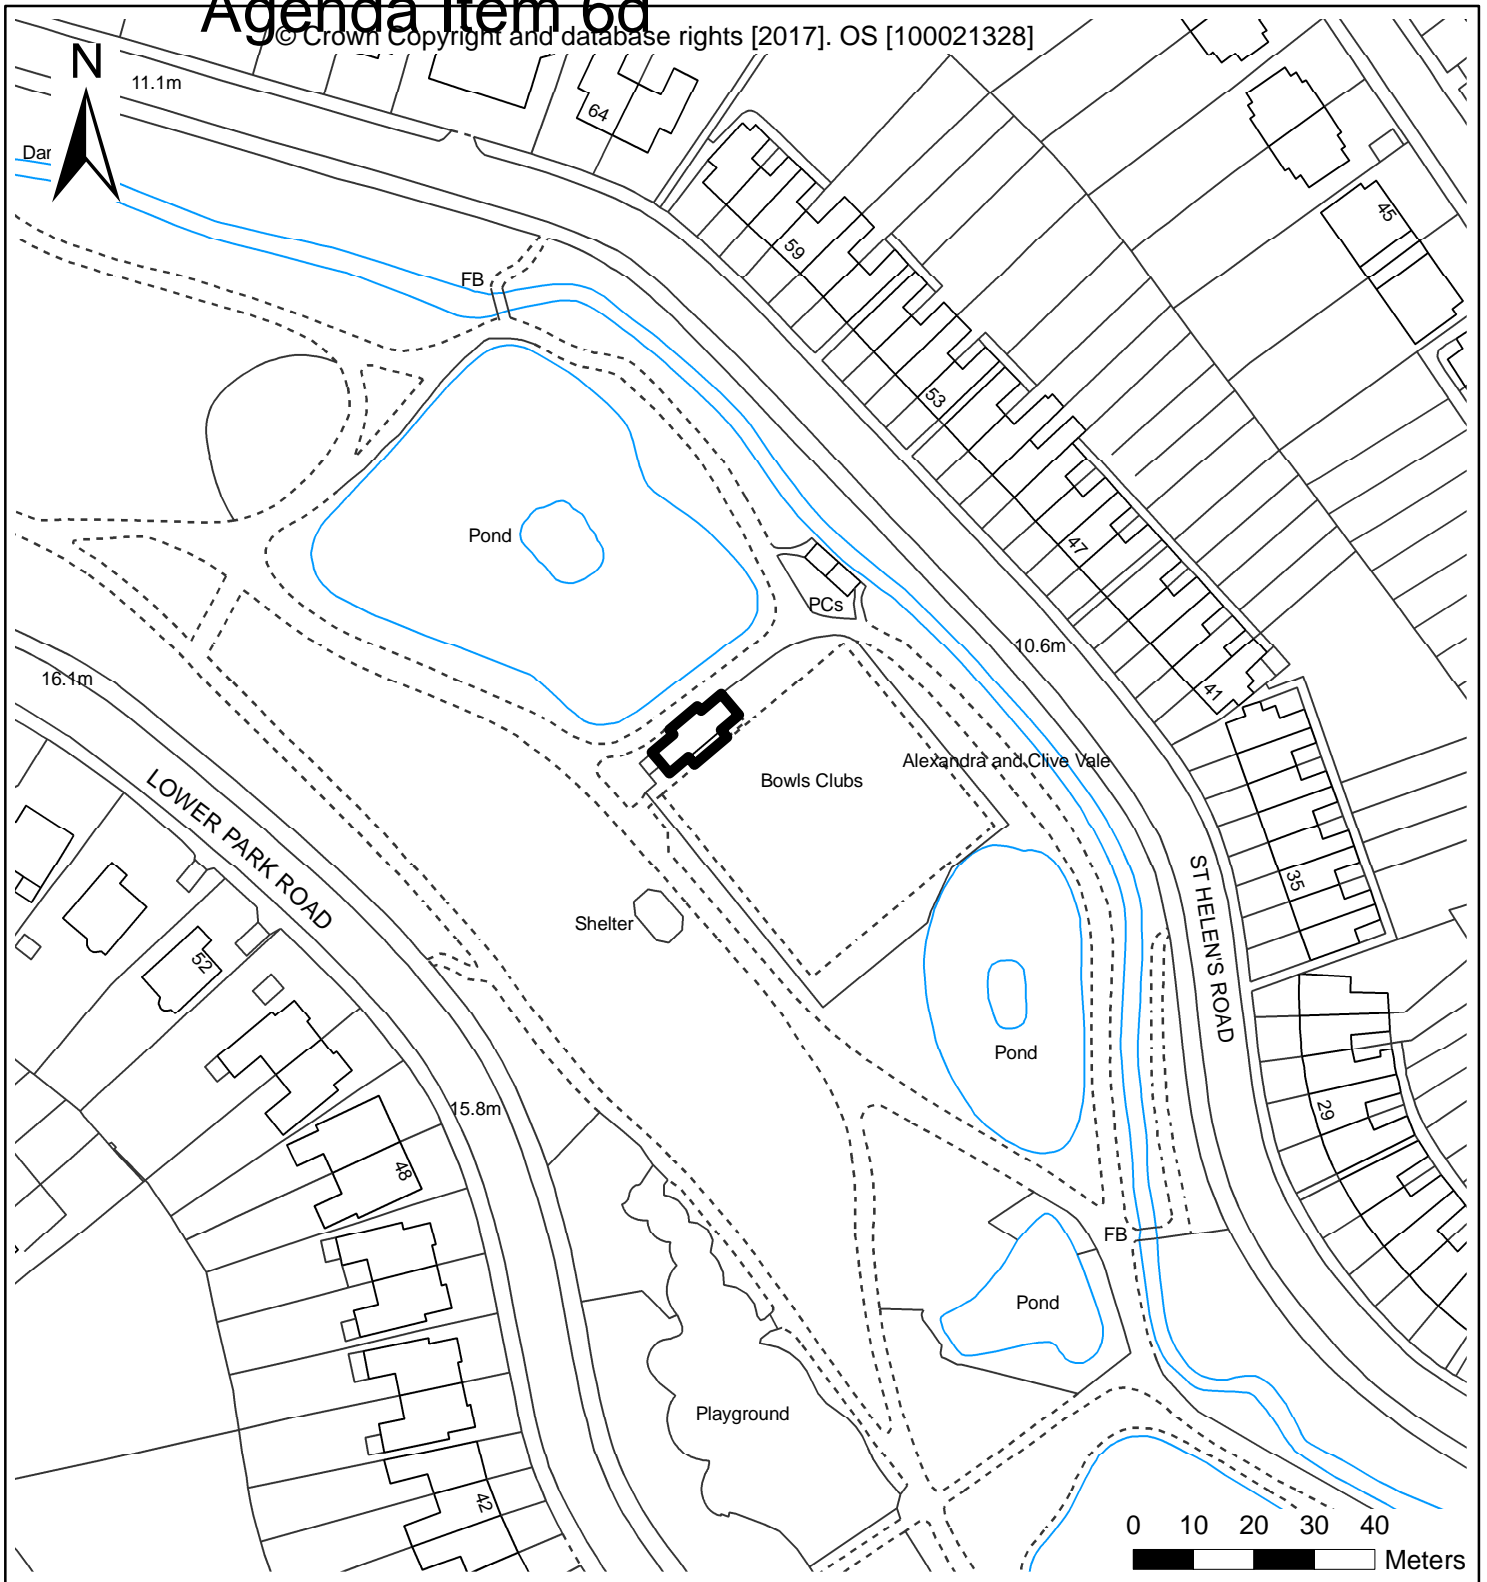 Agenda Item 6d
© Crown Copyright and database rights [2017]. OS [100021328]
N
11.1m
64
Dar
59
45
FB
53
Pond
47
PCs
10.6m
16.1m
41
Alexandra and Clive Vale
Bowls Clubs
LOWER PARK ROAD
35
ST HELEN'S ROAD
Shelter
52
Pond
15.8m
29
48
FB
Pond
Playground
42
0 10 20 30 40
Meters